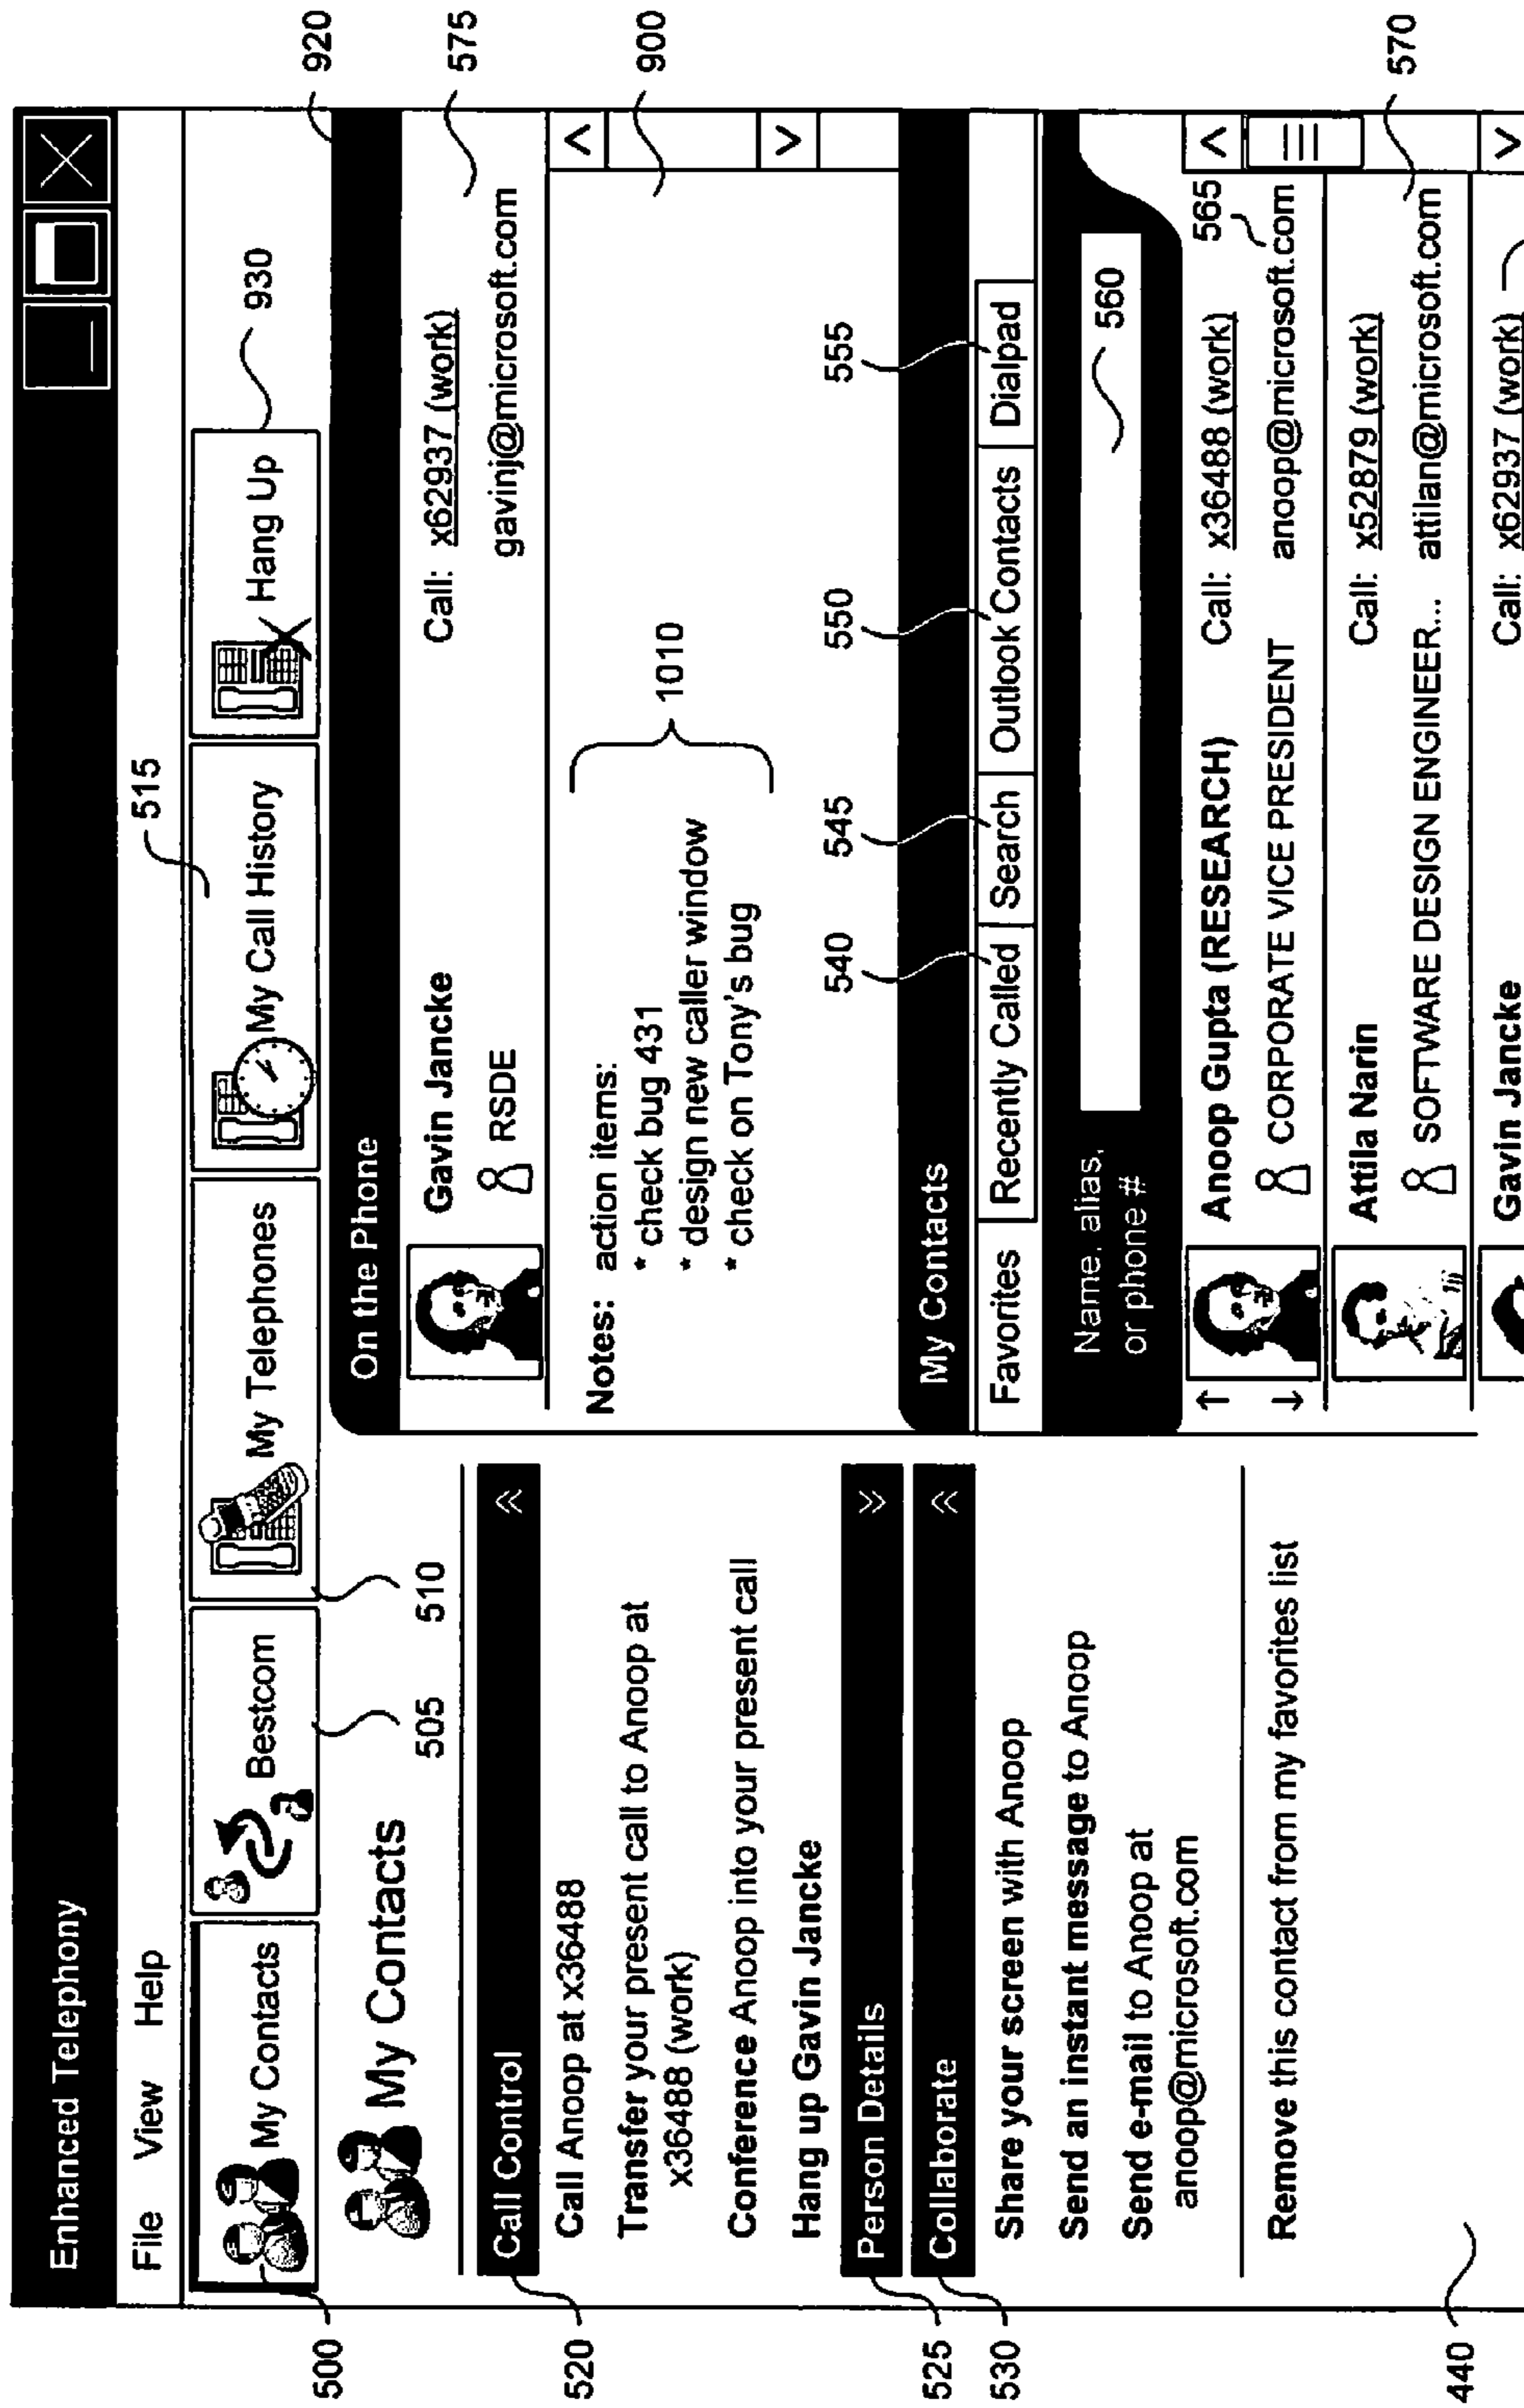 Enhanced Telephony
File View Help
My Contacts
Bestcom
My Telephones
My Call History
Hang Up
515
930
500
505
510
My Contacts
520
Call Control
Call Anoop at x36488
Transfer your present call to Anoop at
x36488 (work)
Conference Anoop into your present call
Hang up Gavin Jancke
525
Person Details
530
Collaborate
Share your screen with Anoop
Send an instant message to Anoop
Send e-mail to Anoop at
anoop@microsoft.com
Remove this contact from my favorites list
440
920
On the Phone
Gavin Jancke Call: x62937 (work)
RSDE gavinj@microsoft.com
575
Notes: action items:
* check bug 431
* design new caller window
* check on Tony's bug
1010
900
540 545 550 555
My Contacts
Favorites Recently Called Search Outlook Contacts Dialpad
Name, alias,
or phone #
560
Anoop Gupta (RESEARCH) Call: x36488 (work)
565
CORPORATE VICE PRESIDENT anoop@microsoft.com
Attila Narin Call: x52879 (work)
SOFTWARE DESIGN ENGINEER... attilan@microsoft.com
570
Gavin Jancke Call: x62937 (work)